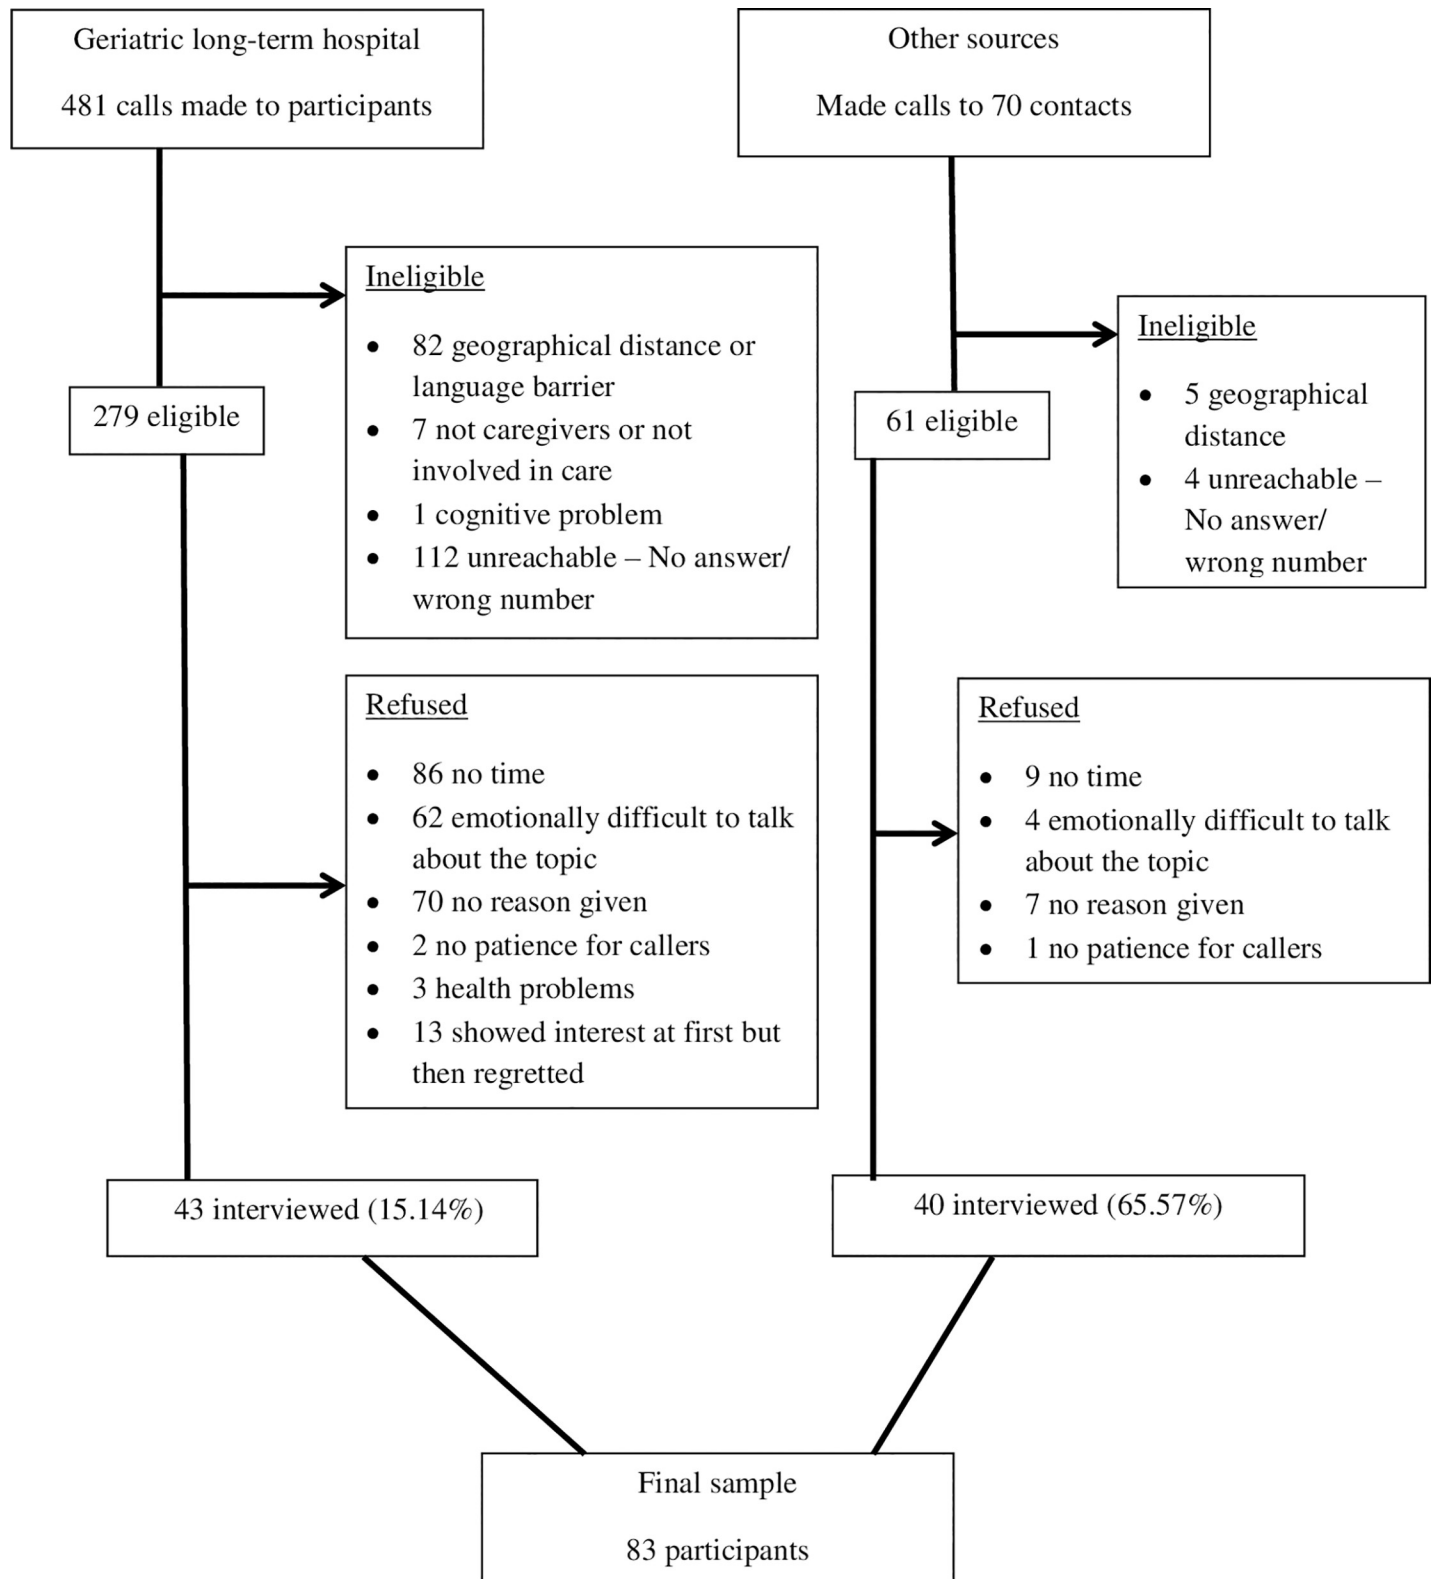 Geriatric long-term hospital
481 calls made to participants
Other sources
Made calls to 70 contacts
Ineligible
• 82 geographical distance or
language barrier
• 7 not caregivers or not
involved in care
• 1 cognitive problem
• 112 unreachable – No answer/
wrong number
Ineligible
• 5 geographical
distance
• 4 unreachable –
No answer/
wrong number
279 eligible
61 eligible
Refused
• 86 no time
• 62 emotionally difficult to talk
about the topic
• 70 no reason given
• 2 no patience for callers
• 3 health problems
• 13 showed interest at first but
then regretted
Refused
• 9 no time
• 4 emotionally difficult to talk
about the topic
• 7 no reason given
• 1 no patience for callers
43 interviewed (15.14%)
40 interviewed (65.57%)
Final sample
83 participants